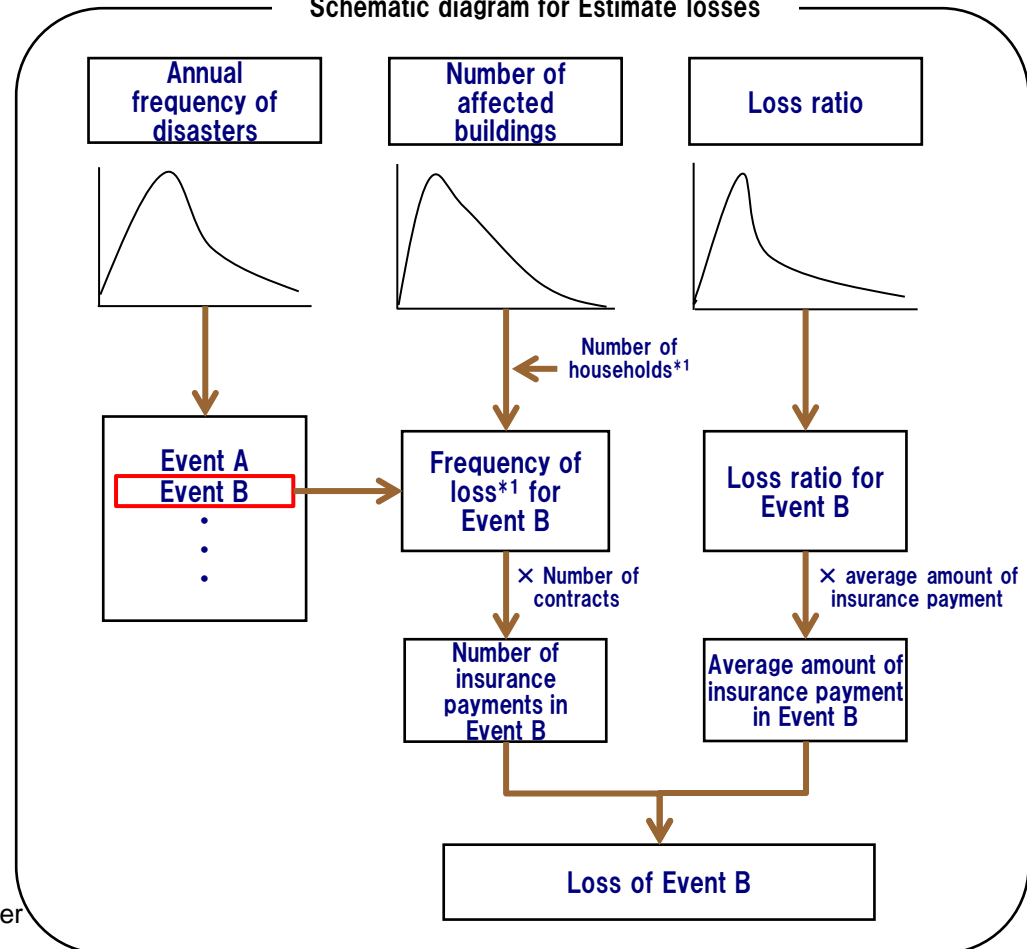 Schematic diagram for Estimate losses
Annual
frequency of
disasters
Number of
affected
buildings
Loss ratio
Number of
households*1
Event A
Event B
Frequency of
loss*1 for
Event B
Loss ratio for
Event B
× Number of
contracts
× average amount of
insurance payment
Number of
insurance
payments in
Event B
Average amount of
insurance payment
in Event B
Loss of Event B
er